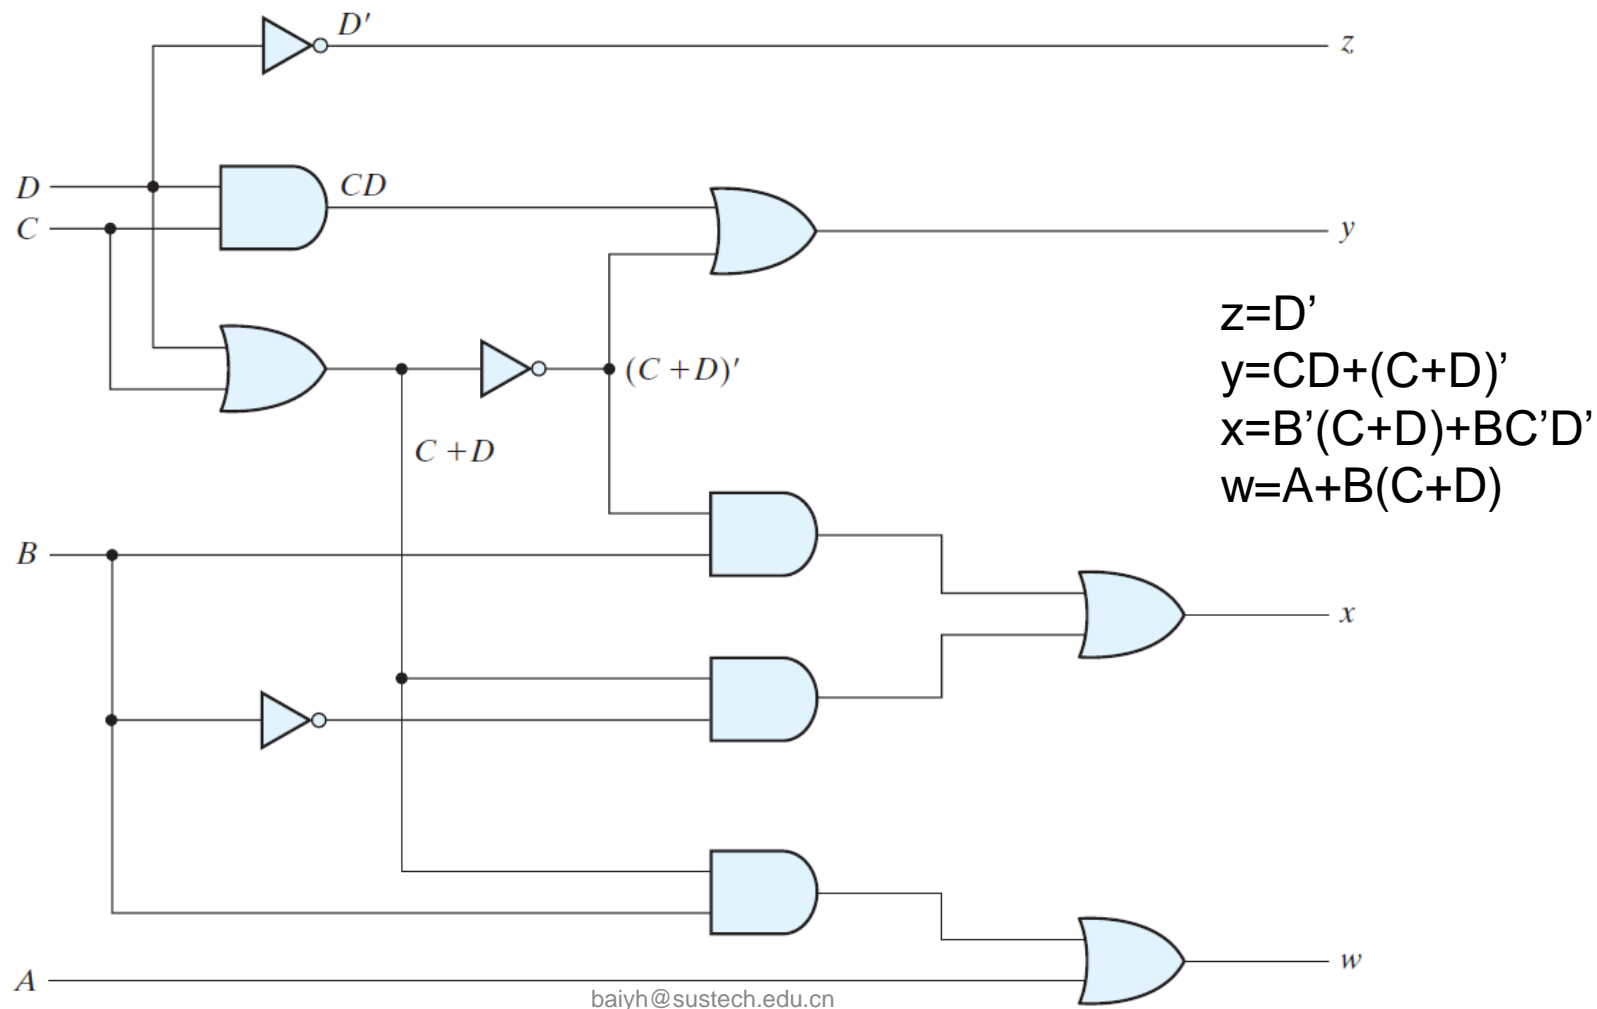 D′
z
D
CD
C
y
z=D’
(C +D)′
y=CD+(C+D)’
x=B’(C+D)+BC’D’
C +D
w=A+B(C+D)
B
x
w
A
baiyh@sustech.edu.cn